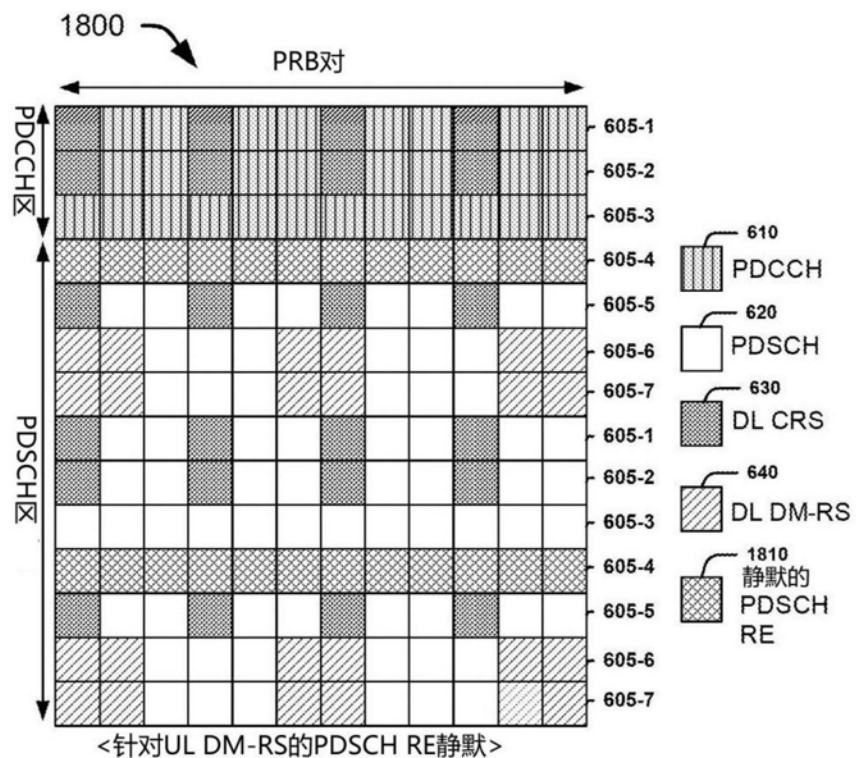 1800
PRB对
PDCCH区
PDSCH区
605-1
605-2
605-3
605-4
605-5
605-6
605-7
605-1
605-2
605-3
605-4
605-5
605-6
605-7
610
PDCCH
620
PDSCH
630
DL CRS
640
DL DM-RS
1810
静默的
PDSCH
RE
<针对UL DM-RS的PDSCH RE静默>